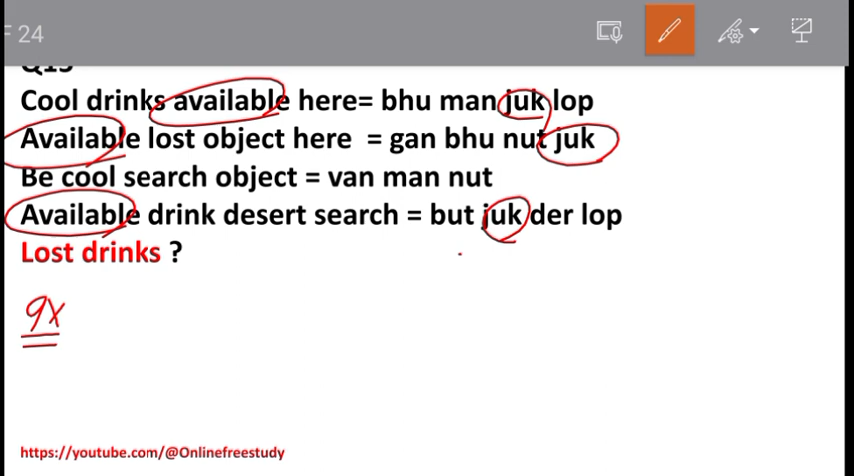 F 24
Q15
Cool drinks available here= bhu man juk lop
Available lost object here = gan bhu nut juk
Be cool search object = van man nut
Available drink desert search = but juk der lop
Lost drinks ?
9x
https://youtube.com/@Onlinefreestudy